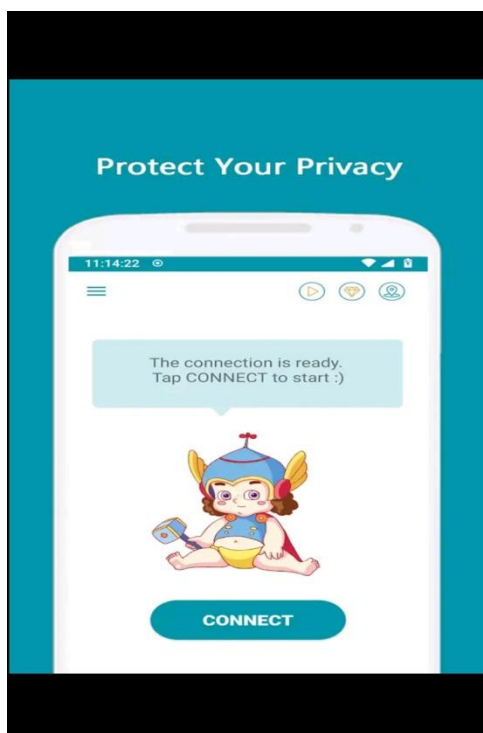 Protect Your Privacy
11:14:22
The connection is ready.
Tap CONNECT to start :)
CONNECT